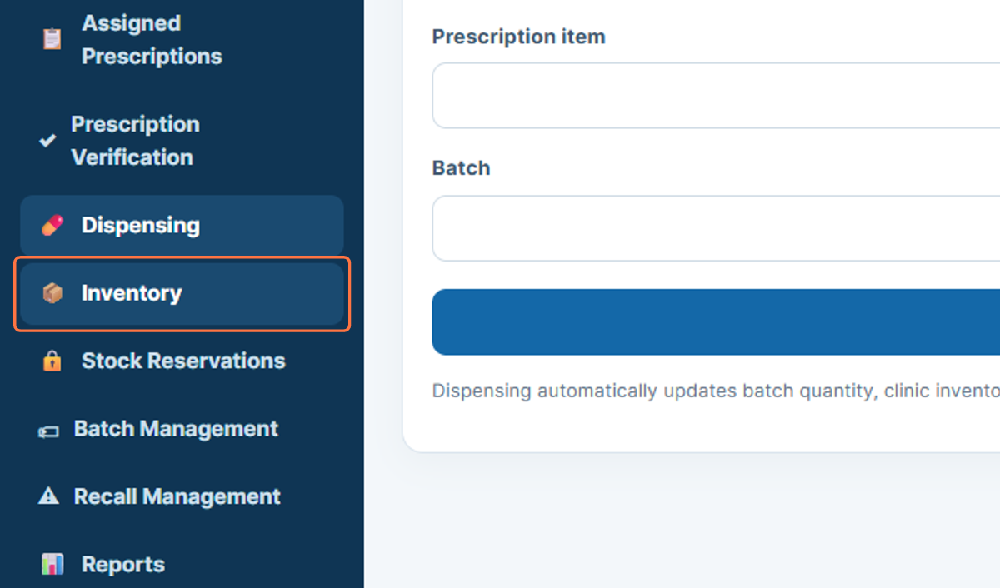 Assigned
Prescriptions
Prescription
Verification
Dispensing
Inventory
Stock Reservations
Batch Management
Recall Management
Reports
Prescription item
Batch
Dispensing automatically updates batch quantity, clinic invento